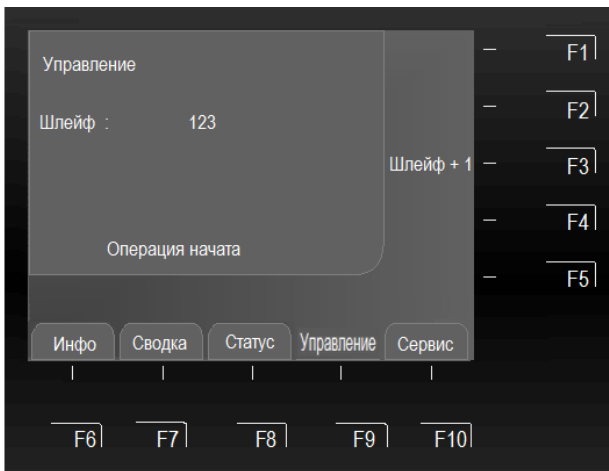 Управление
F1
Шлейф : 123
F2
Шлейф + 1
F3
F4
Операция начата
F5
Инфо Сводка Статус Управление Сервис
F6 F7 F8 F9 F10